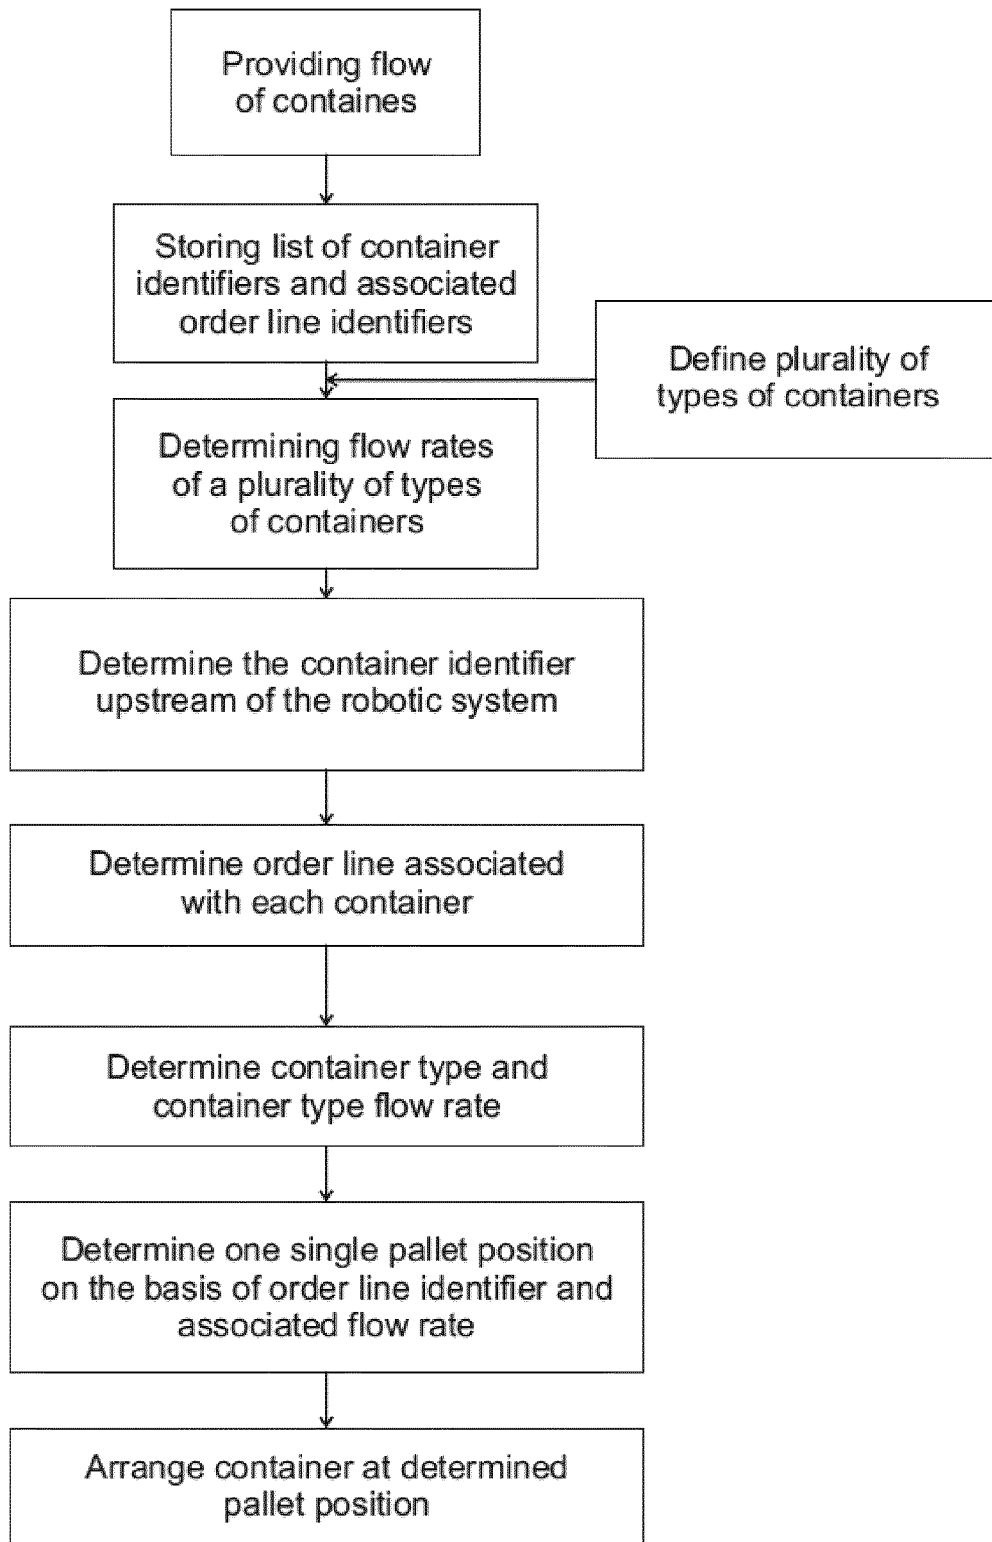 Providing flow
of containes
Storing list of container
identifiers and associated
order line identifiers
Define plurality of
types of containers
Determining flow rates
of a plurality of types
of containers
Determine the container identifier
upstream of the robotic system
Determine order line associated
with each container
Determine container type and
container type flow rate
Determine one single pallet position
on the basis of order line identifier and
associated flow rate
Arrange container at determined
pallet position